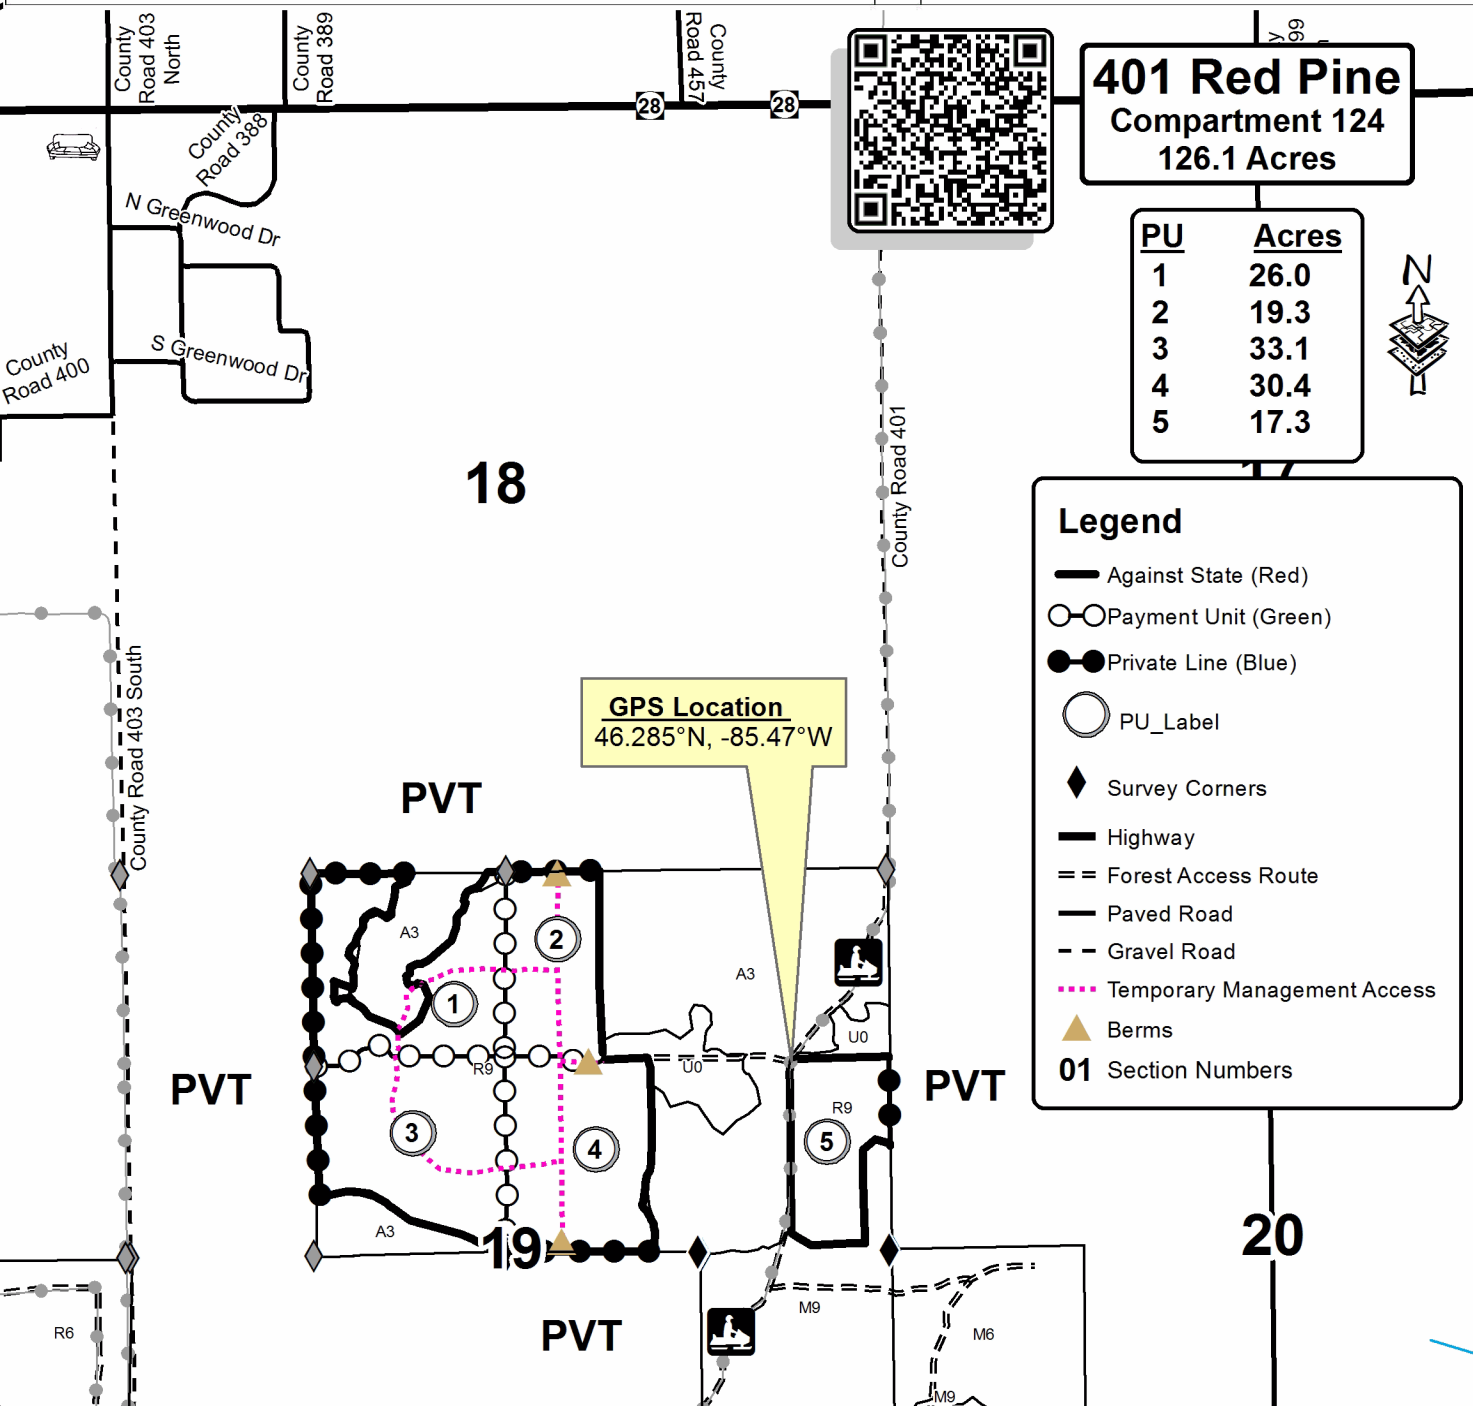 County
Road 403
North
County
Road 389
County
Road 457
99
28
28
401 Red Pine
Compartment 124
126.1 Acres
County
Road 388
N Greenwood Dr
S Greenwood Dr
County
Road 400
PU Acres
1 26.0
2 19.3
3 33.1
4 30.4
5 17.3
N
18
17
County Road 401
County Road 403 South
Legend
Against State (Red)
Payment Unit (Green)
Private Line (Blue)
PU_Label
Survey Corners
Highway
Forest Access Route
Paved Road
Gravel Road
Temporary Management Access
Berms
01 Section Numbers
GPS Location
46.285°N, -85.47°W
PVT
A3
2
A3
1
U0
R9
U0
PVT
PVT
R9
3
4
5
A3
19
20
PVT
M9
R6
M6
M9